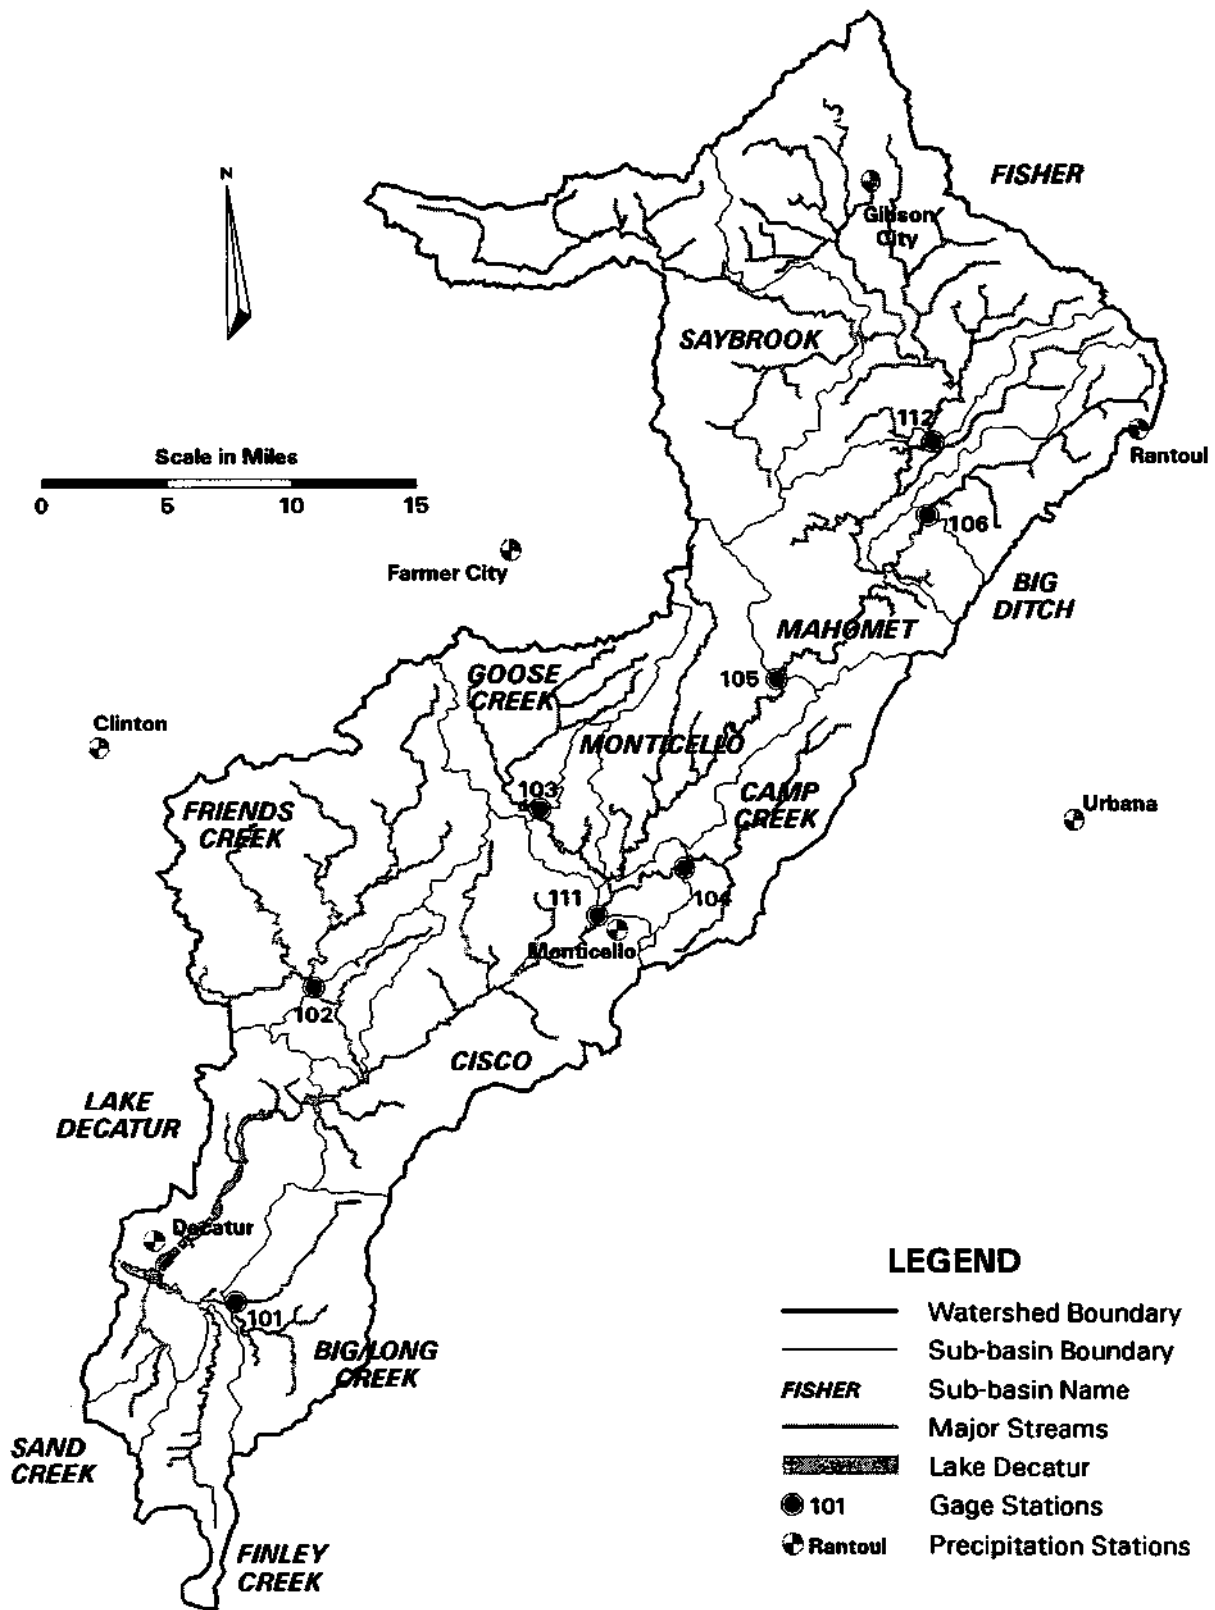 N
FISHER
Gibson
City
SAYBROOK
112
Rantoul
Scale in Miles
0 5 10 15
106
Farmer City
BIG
DITCH
MAHOMET
GOOSE
CREEK
105
Clinton
MONTICELLO
103
CAMP
CREEK
FRIENDS
CREEK
Urbana
111
104
Monticello
102
CISCO
LAKE
DECATUR
Decatur
101
BIG/LONG
CREEK
SAND
CREEK
FINLEY
CREEK
LEGEND
Watershed Boundary
Sub-basin Boundary
FISHER Sub-basin Name
Major Streams
Lake Decatur
101 Gage Stations
Rantoul Precipitation Stations